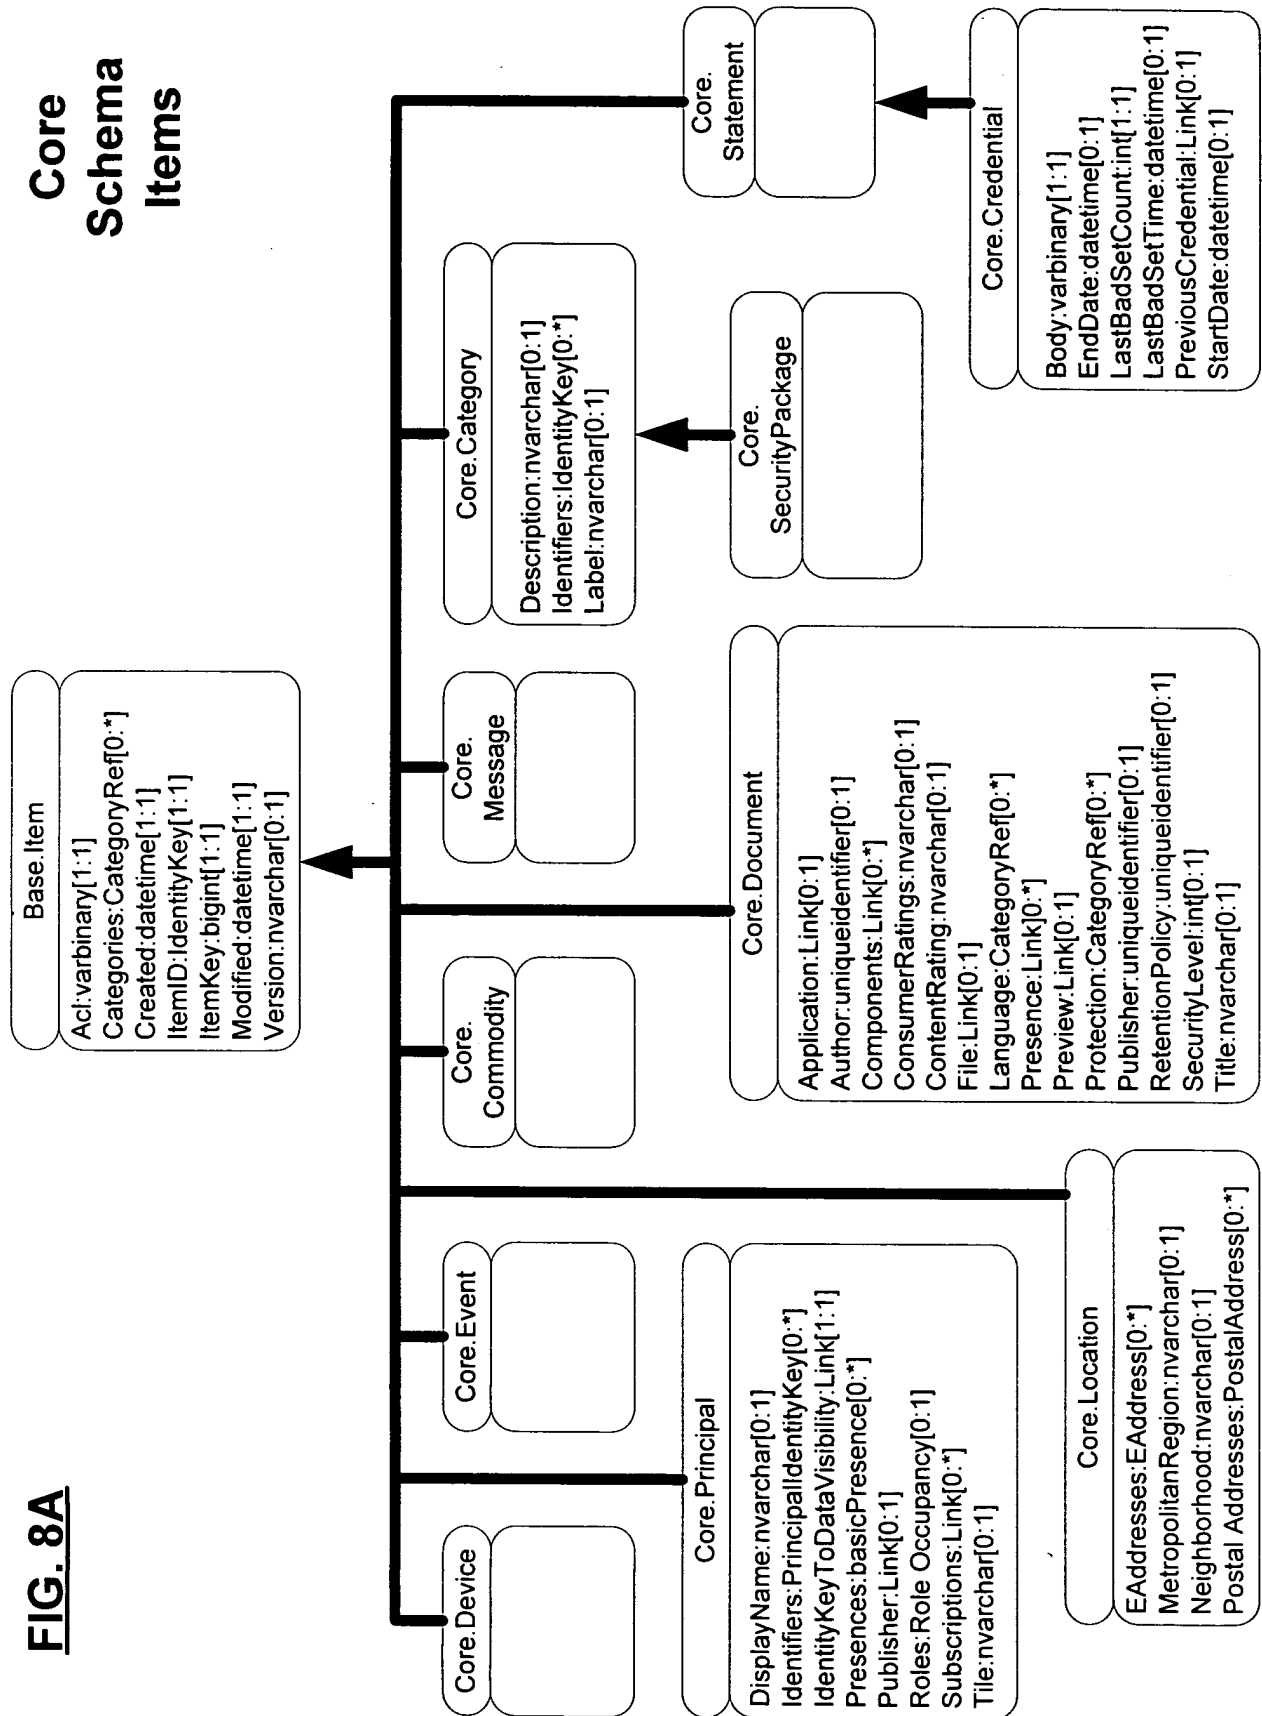 FIG. 8A
Core
Schema
Items
Base.Item
Acl:varbinary[1:1]
Categories:CategoryRef[0:*]
Created:datetime[1:1]
ItemID:IdentityKey[1:1]
ItemKey:bigint[1:1]
Modified:datetime[1:1]
Version:nvarchar[0:1]
Core.Device
Core.Event
Core.
Commodity
Core.
Message
Core.Category
Description:nvarchar[0:1]
Identifiers:IdentityKey[0:*]
Label:nvarchar[0:1]
Core.
Statement
Core.Principal
DisplayName:nvarchar[0:1]
Identifiers:PrincipalIdentityKey[0:*]
IdentityKeyToDataVisibility:Link[1:1]
Presences:basicPresence[0:*]
Publisher:Link[0:1]
Roles:Role Occupancy[0:1]
Subscriptions:Link[0:*]
Tile:nvarchar[0:1]
Core.Document
Application:Link[0:1]
Author:uniqueidentifier[0:1]
Components:Link[0:*]
ConsumerRatings:nvarchar[0:1]
ContentRating:nvarchar[0:1]
File:Link[0:1]
Language:CategoryRef[0:*]
Presence:Link]0:*]
Preview:Link[0:1]
Protection:CategoryRef[0:*]
Publisher:uniqueidentifier[0:1]
RetentionPolicy:uniqueidentifier[0:1]
SecurityLevel:int[0:1]
Title:nvarchar[0:1]
Core.
SecurityPackage
Core.Credential
Body:varbinary[1:1]
EndDate:datetime[0:1]
LastBadSetCount:int[1:1]
LastBadSetTime:datetime[0:1]
PreviousCredential:Link[0:1]
StartDate:datetime[0:1]
Core.Location
EAddresses:EAddress[0:*]
MetropolitanRegion:nvarchar[0:1]
Neighborhood:nvarchar[0:1]
Postal Addresses:PostalAddress[0:*]